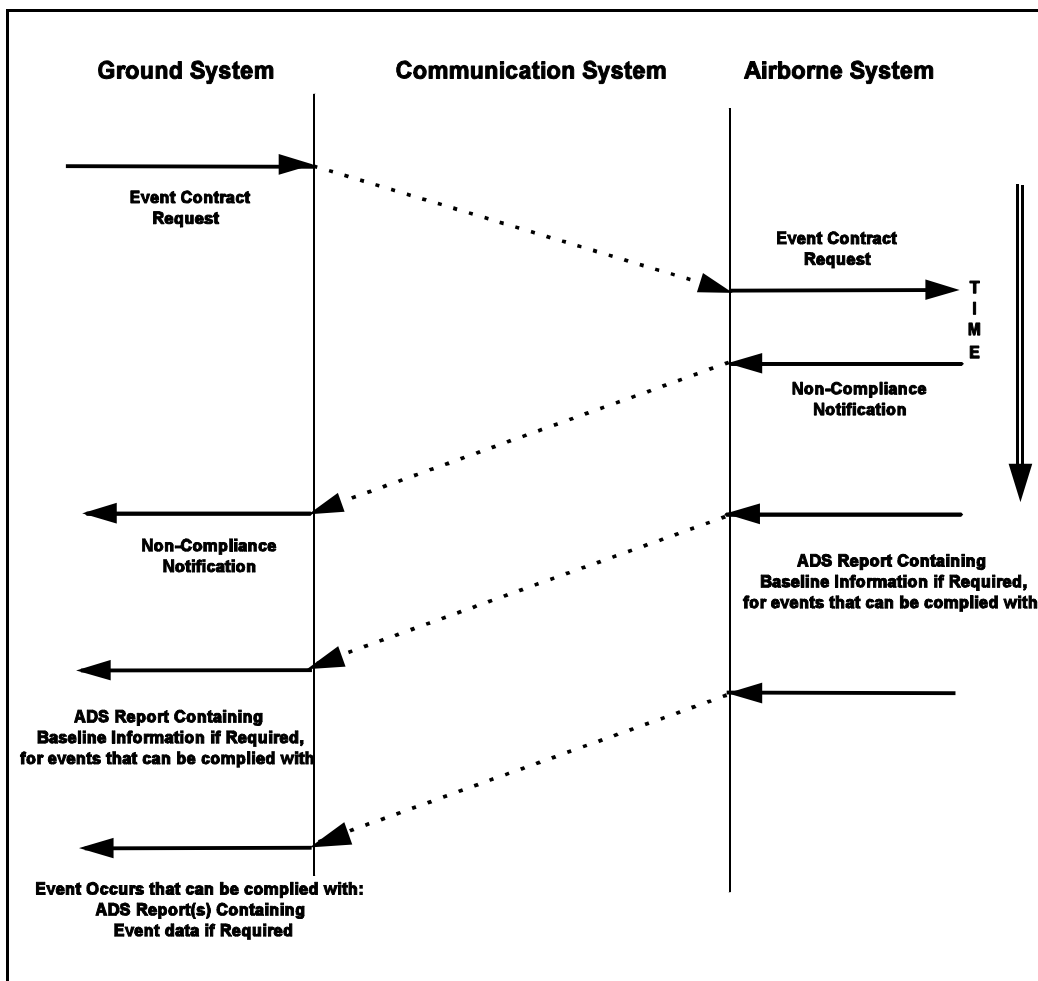 Ground System
Communication System
Airborne System
Event Contract
Request
Event Contract
Request
T
I
M
E
Non-Compliance
Notification
Non-Compliance
Notification
ADS Report Containing
Baseline Information if Required,
for events that can be complied with
ADS Report Containing
Baseline Information if Required,
for events that can be complied with
Event Occurs that can be complied with:
ADS Report(s) Containing
Event data if Required